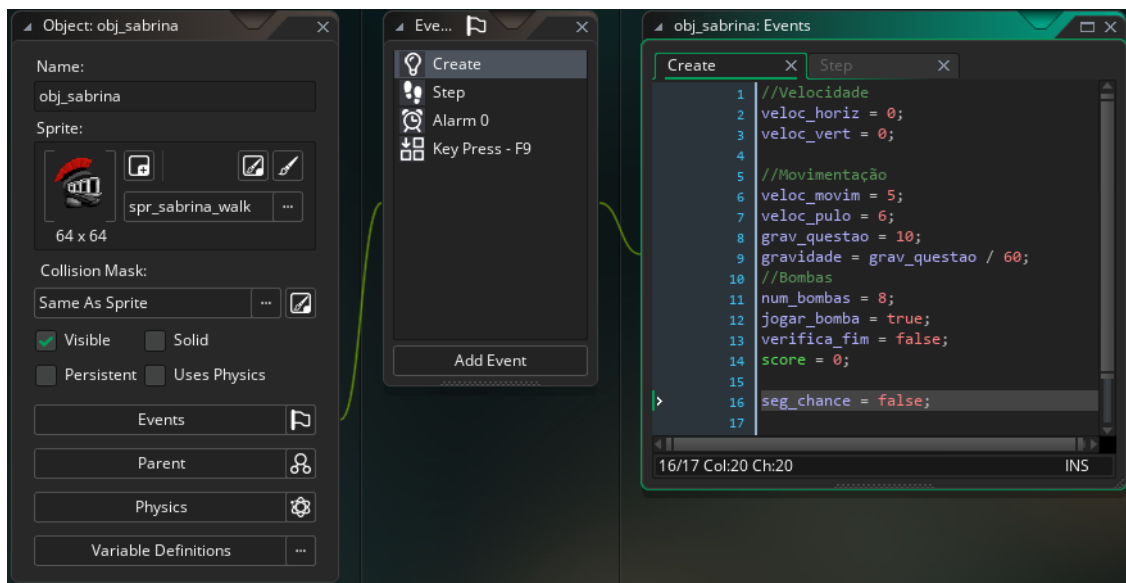 Object: obj_sabrina
Name:
obj_sabrina
Sprite:
spr_sabrina_walk
...
64 x 64
Collision Mask:
Same As Sprite
...
Visible
Solid
Persistent
Uses Physics
Events
Parent
Physics
Variable Definitions
...
Eve...
Create
Step
Alarm 0
Key Press - F9
Add Event
obj_sabrina: Events
Create
Step
1 //Velocidade
2 veloc_horiz = 0;
3 veloc_vert = 0;
4
5 //Movimentação
6 veloc_movim = 5;
7 veloc_pulo = 6;
8 grav_questao = 10;
9 gravidade = grav_questao / 60;
10 //Bombas
11 num_bombas = 8;
12 jogar_bomba = true;
13 verifica_fim = false;
14 score = 0;
15
16 seg_chance = false;
17
16/17 Col:20 Ch:20
INS